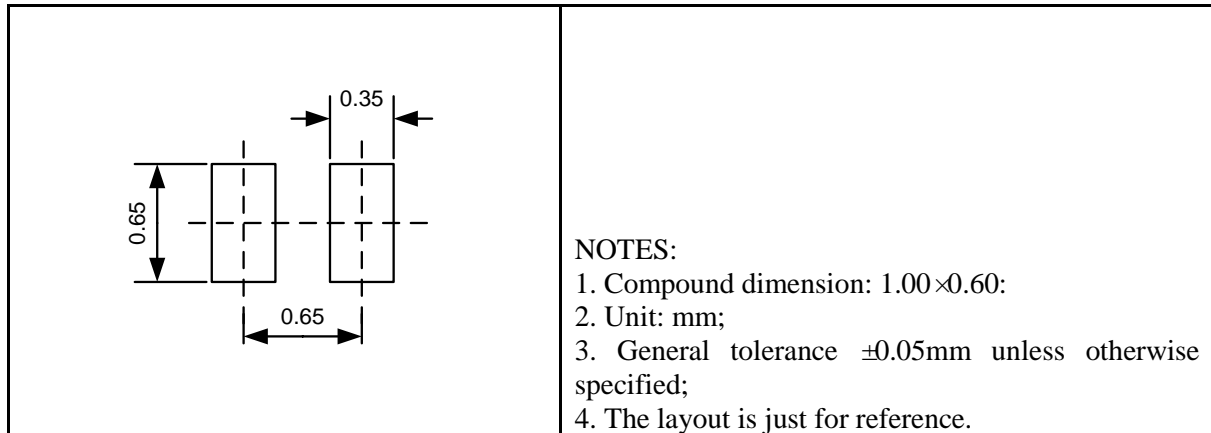 0.35
0.65
0.65
NOTES:
1. Compound dimension: 1.00×0.60:
2. Unit: mm;
3. General tolerance ±0.05mm unless otherwise
specified;
4. The layout is just for reference.